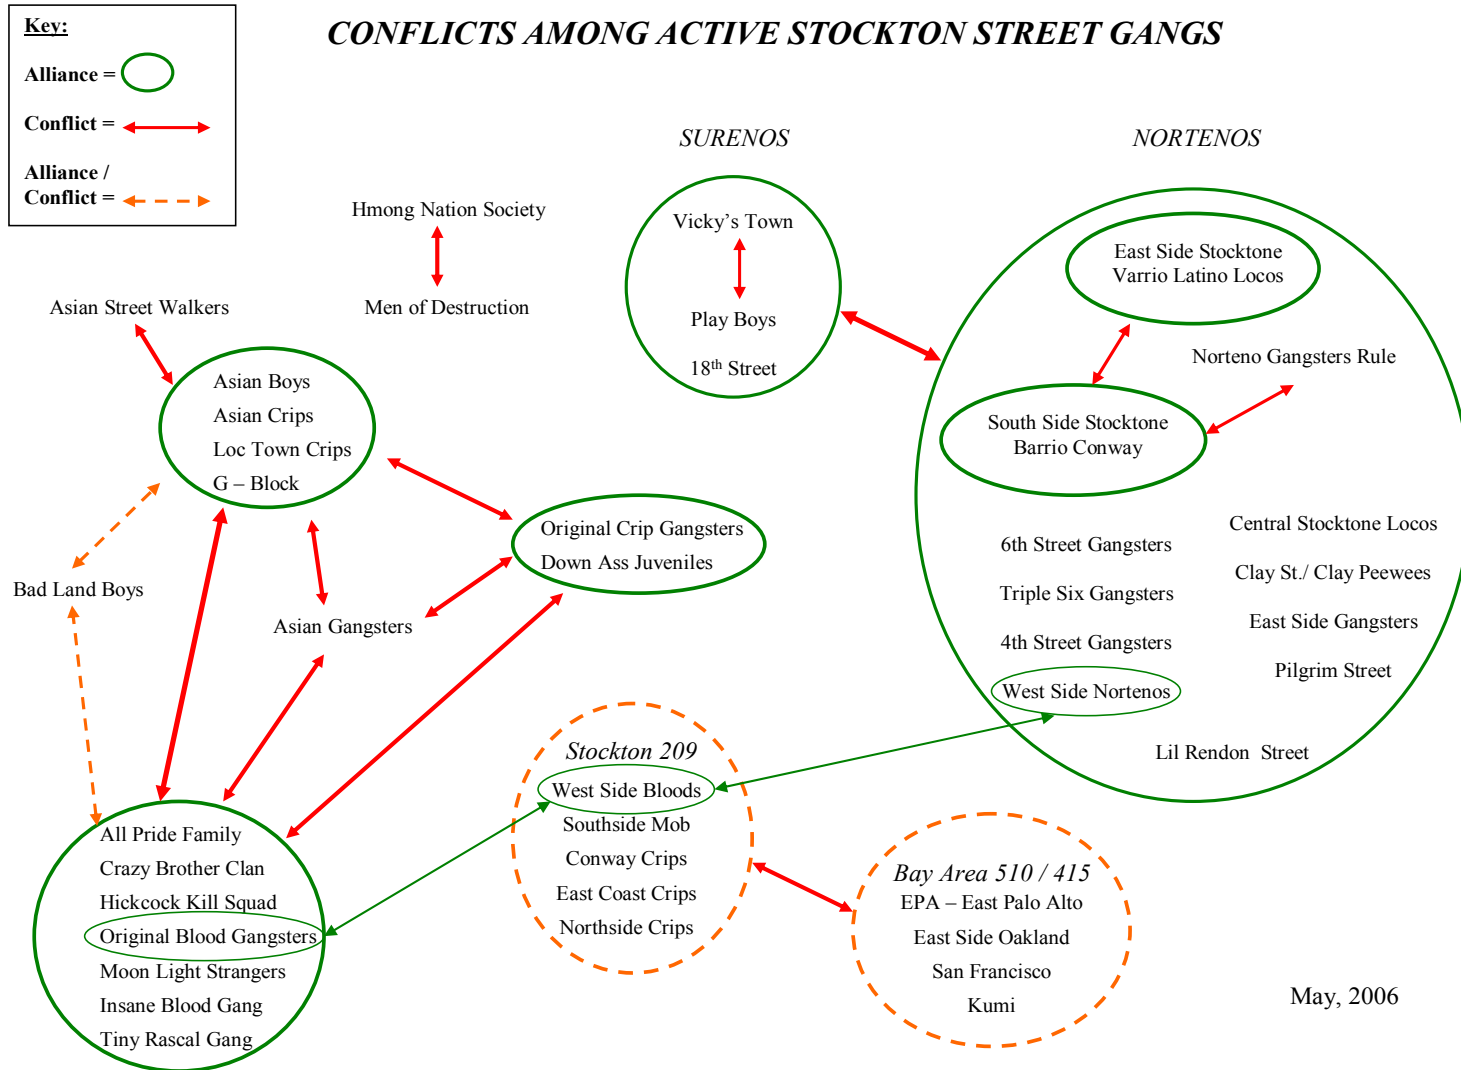 Key:
Alliance =
Conflict =
Alliance /
Conflict =
CONFLICTS AMONG ACTIVE STOCKTON STREET GANGS
SURENOS
NORTENOS
Hmong Nation Society
Men of Destruction
Vicky's Town
Play Boys
18th Street
East Side Stocktone
Varrio Latino Locos
Norteno Gangsters Rule
South Side Stocktone
Barrio Conway
Central Stocktone Locos
6th Street Gangsters
Clay St./ Clay Peewees
Triple Six Gangsters
East Side Gangsters
4th Street Gangsters
Pilgrim Street
West Side Nortenos
Lil Rendon Street
Asian Street Walkers
Asian Boys
Asian Crips
Loc Town Crips
G – Block
Original Crip Gangsters
Down Ass Juveniles
Bad Land Boys
Asian Gangsters
All Pride Family
Crazy Brother Clan
Hickcock Kill Squad
Original Blood Gangsters
Moon Light Strangers
Insane Blood Gang
Tiny Rascal Gang
Stockton 209
West Side Bloods
Southside Mob
Conway Crips
East Coast Crips
Northside Crips
Bay Area 510 / 415
EPA – East Palo Alto
East Side Oakland
San Francisco
Kumi
May, 2006